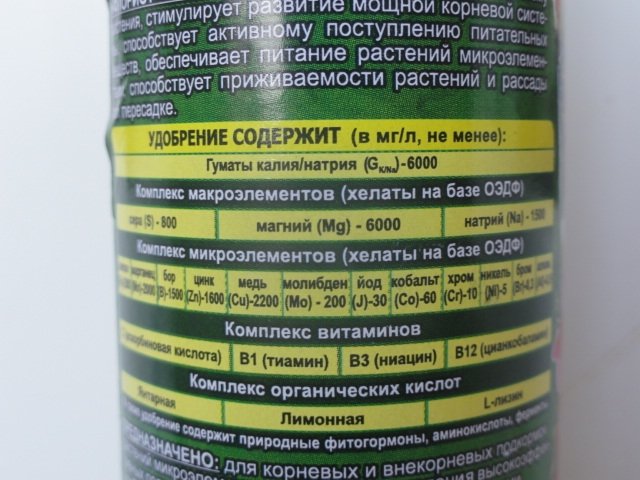 стимулирует развитие мощной корневой систе-
способствует активному поступлению питательных
обеспечивает питание растений микроэлемен-
способствует приживаемости растений и рассады
пересадке.
УДОБРЕНИЕ СОДЕРЖИТ (в мг/л, не менее):
Гуматы калия/натрия (GK/Na)-6000
Комплекс макроэлементов (хелаты на базе ОЭДФ)
сера (S) - 800 магний (Mg) - 6000 натрий (Na) - 1500
Комплекс микроэлементов (хелаты на базе ОЭДФ)
бор цинк медь молибден йод кобальт хром никель бром
(B)-1500 (Zn)-1600 (Cu)-2200 (Mo) - 200 (J)-30 (Co)-60 (Cr)-10 (Ni)-5
Комплекс витаминов
кислота) B1 (тиамин) B3 (ниацин) B12 (цианкобаламин)
Комплекс органических кислот
Янтарная Лимонная L-лизин
удобрение содержит природные фитогормоны, аминокислоты, ферменты
для корневых и внекорневых подкормок